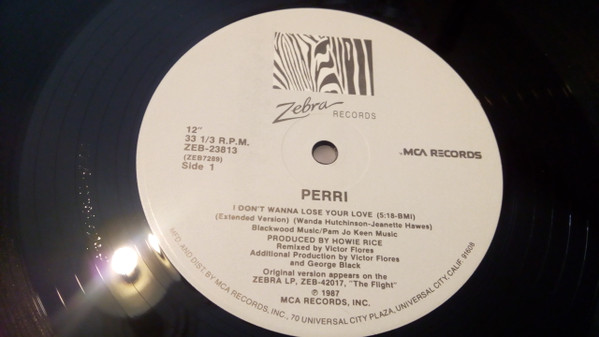 Zebra
RECORDS
12"
33 1/3 R.P.M.
ZEB-23813
(ZEB7299)
Side 1
MCA RECORDS
PERRI
I DON'T WANNA LOSE YOUR LOVE (5:18-BMI)
(Extended Version) (Wanda Hutchinson-Jeanette Hawes)
Blackwood Music/Pam Jo Keen Music
PRODUCED BY HOWIE RICE
Remixed by Victor Flores
Additional Production by Victor Flores
and George Black
Original version appears on the
ZEBRA LP, ZEB-42017, "The Flight"
℗ 1987
MCA RECORDS, INC.
MFD. AND DIST. BY MCA RECORDS, INC., 70 UNIVERSAL CITY PLAZA, UNIVERSAL CITY, CALIF. 91608